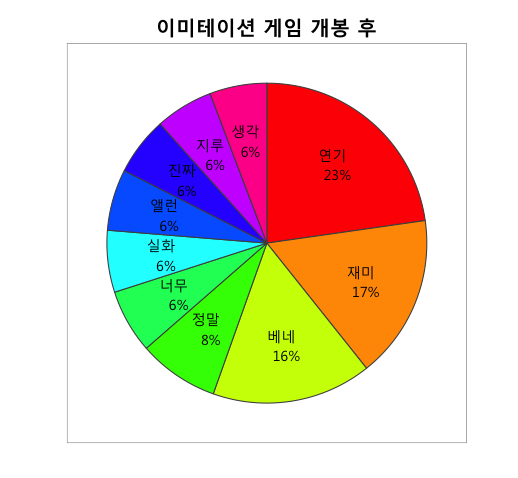 이미테이션 게임 개봉 후
연기
23%
재미
17%
베네
16%
정말
8%
너무
6%
실화
6%
앨런
6%
진짜
6%
지루
6%
생각
6%